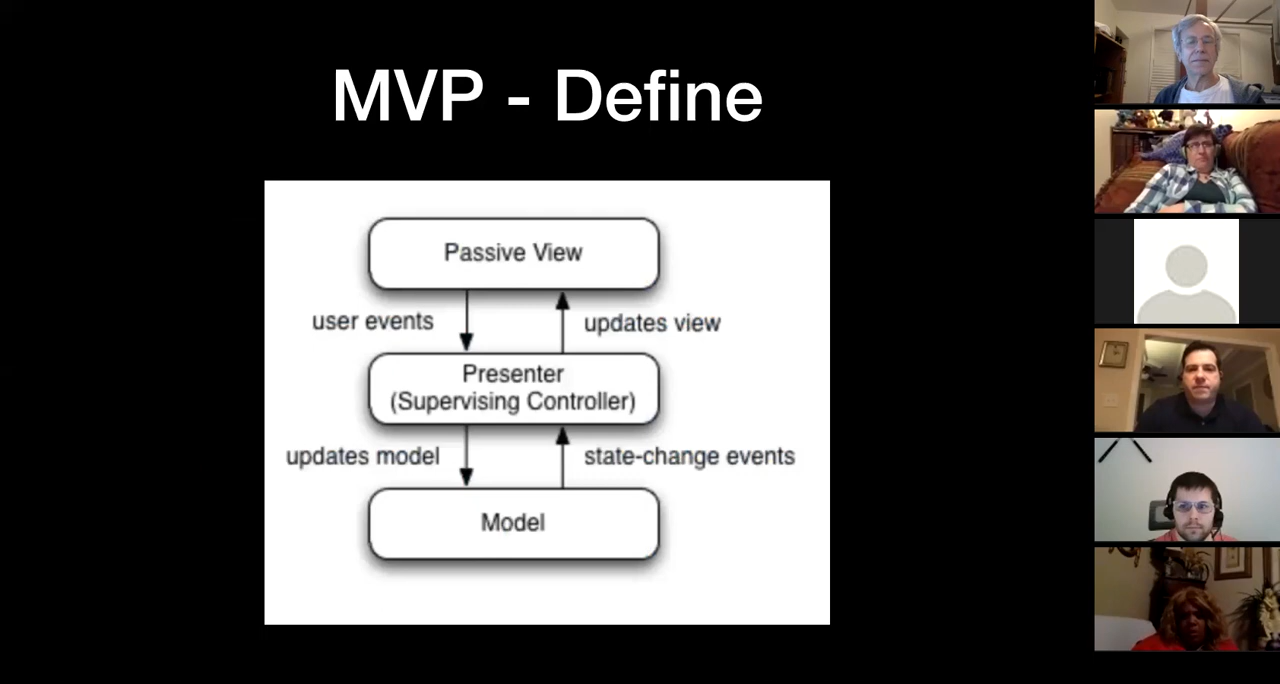 MVP - Define
Passive View
user events
updates view
Presenter
(Supervising Controller)
updates model
state-change events
Model